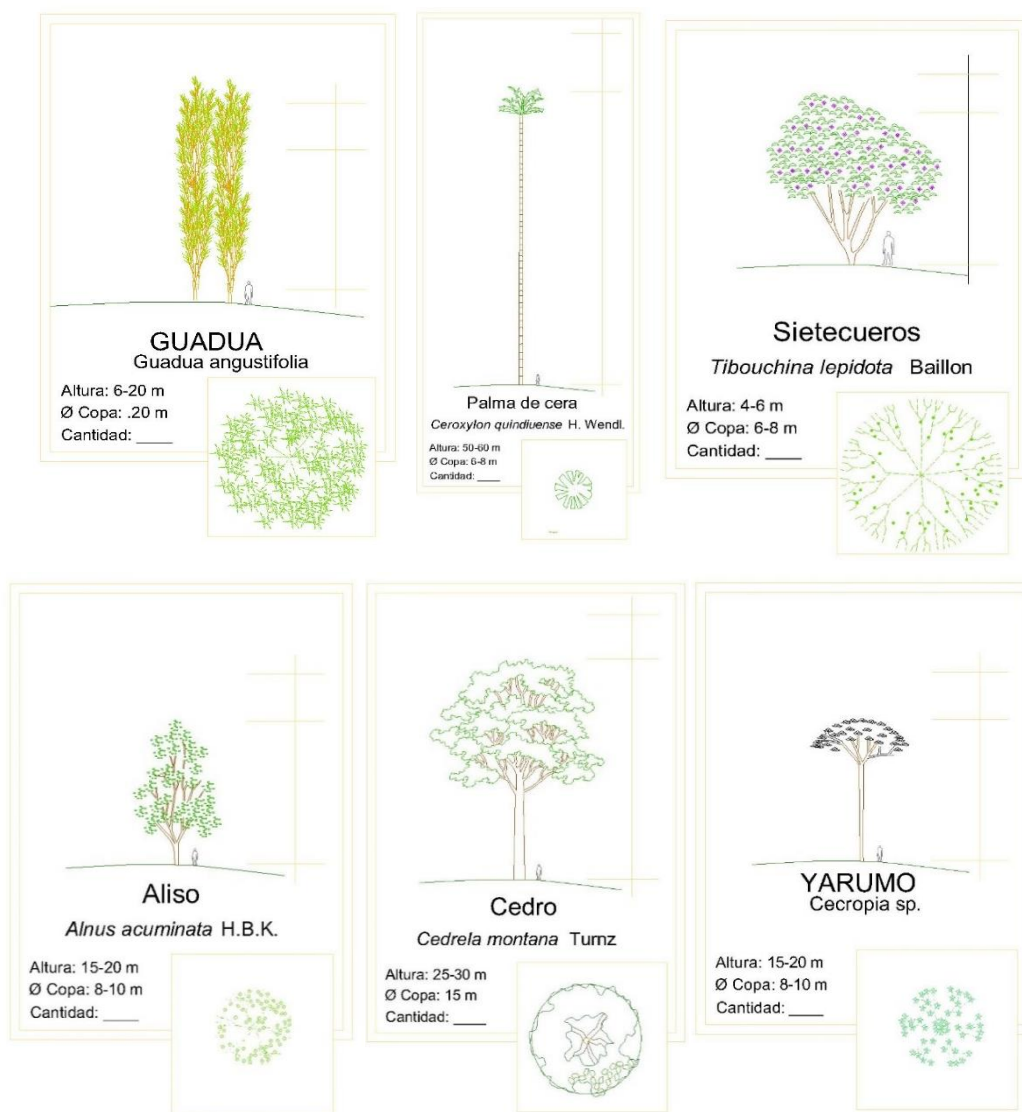 GUADUA
Guadua angustifolia
Altura: 6-20 m
Ø Copa: .20 m
Cantidad: ____
Palma de cera
Ceroxylon quindiuense H. Wendl.
Altura: 50-60 m
Ø Copa: 6-8 m
Cantidad: ____
Sietecueros
Tibouchina lepidota Baillon
Altura: 4-6 m
Ø Copa: 6-8 m
Cantidad: ____
Aliso
Alnus acuminata H.B.K.
Altura: 15-20 m
Ø Copa: 8-10 m
Cantidad: ____
Cedro
Cedrela montana Turnz
Altura: 25-30 m
Ø Copa: 15 m
Cantidad: ____
YARUMO
Cecropia sp.
Altura: 15-20 m
Ø Copa: 8-10 m
Cantidad: ____